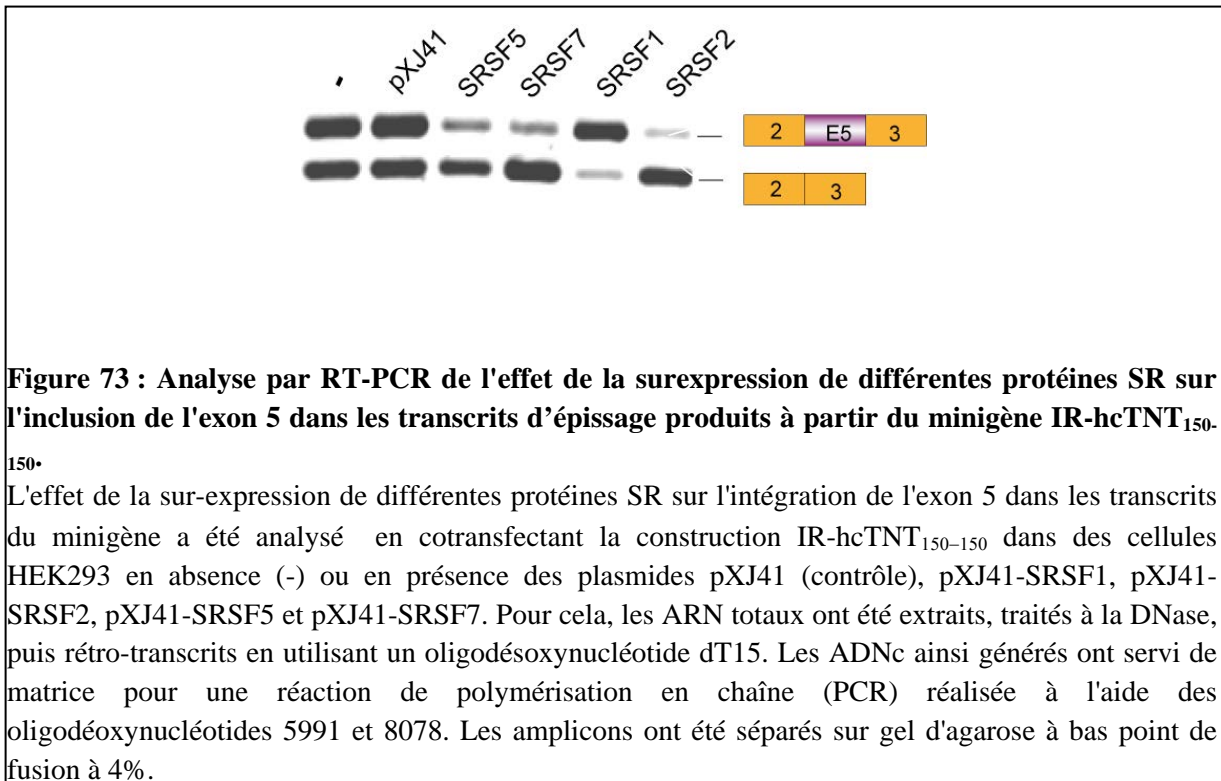 -
pXJ41
SRSF5
SRSF7
SRSF1
SRSF2
2 E5 3
2 3
Figure 73 : Analyse par RT-PCR de l'effet de la surexpression de différentes protéines SR sur
l'inclusion de l'exon 5 dans les transcrits d’épissage produits à partir du minigène IR-hcTNT150-
150.
L'effet de la sur-expression de différentes protéines SR sur l'intégration de l'exon 5 dans les transcrits
du minigène a été analysé en cotransfectant la construction IR-hcTNT150–150 dans des cellules
HEK293 en absence (-) ou en présence des plasmides pXJ41 (contrôle), pXJ41-SRSF1, pXJ41-
SRSF2, pXJ41-SRSF5 et pXJ41-SRSF7. Pour cela, les ARN totaux ont été extraits, traités à la DNase,
puis rétro-transcrits en utilisant un oligodésoxynucléotide dT15. Les ADNc ainsi générés ont servi de
matrice pour une réaction de polymérisation en chaîne (PCR) réalisée à l'aide des
oligodéoxynucléotides 5991 et 8078. Les amplicons ont été séparés sur gel d'agarose à bas point de
fusion à 4%.